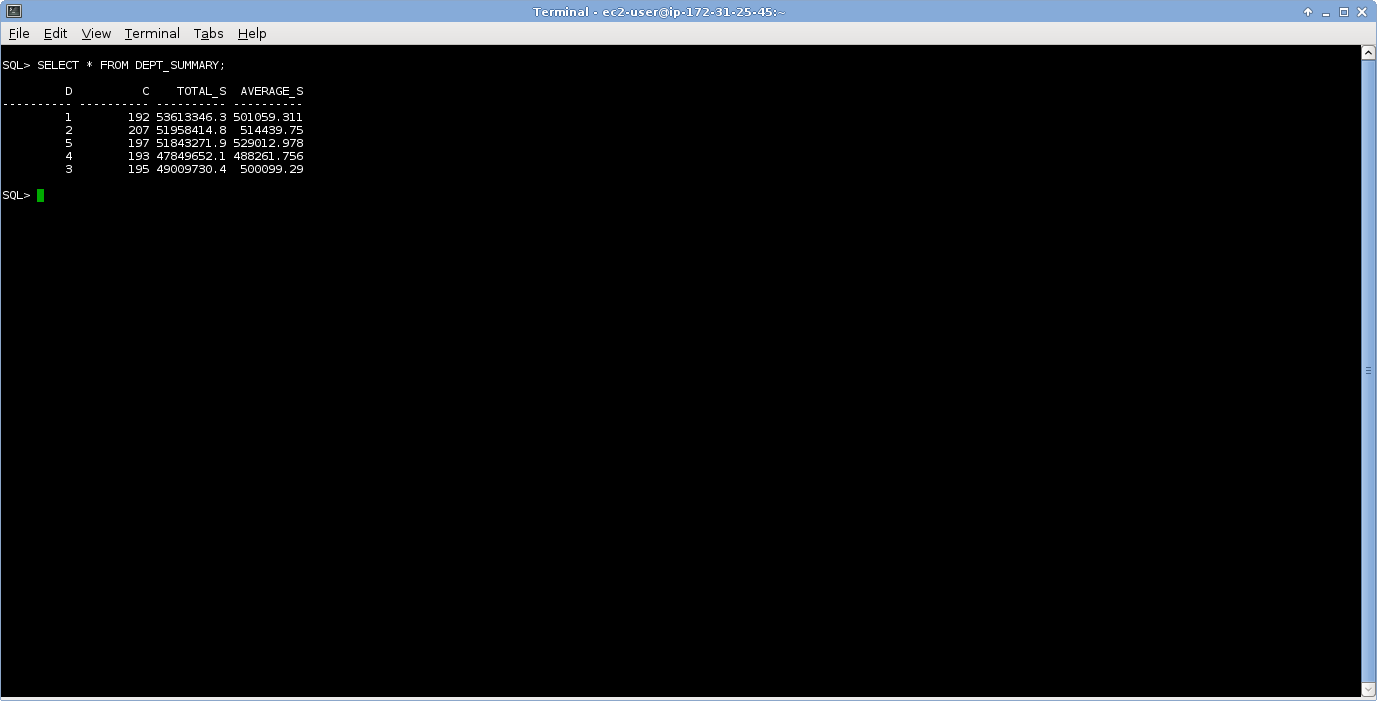 Terminal - ec2-user@ip-172-31-25-45:~
File Edit View Terminal Tabs Help
SQL> SELECT * FROM DEPT_SUMMARY;
         D          C    TOTAL_S  AVERAGE_S
---------- ---------- ---------- ----------
         1        192 53613346.3 501059.311
         2        207 51958414.8  514439.75
         5        197 51843271.9 529012.978
         4        193 47849652.1 488261.756
         3        195 49009730.4  500099.29
SQL>